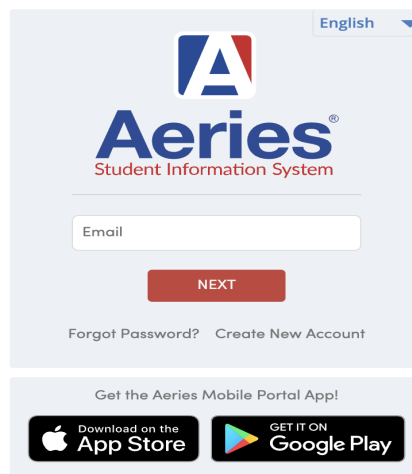 English
Aeries®
Student Information System
Email
NEXT
Forgot Password? Create New Account
Get the Aeries Mobile Portal App!
Download on the
App Store
GET IT ON
Google Play